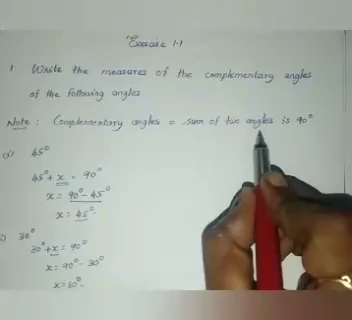 Exercise 1.1
1 Write the measures of the complementary angles
of the following angles
Note : Complementary angles = sum of two angles is 90°
i) 45°
45° + x = 90°
x = 90° - 45°
x = 45°.
30°
30° + x = 90°
x = 90° - 30°
x = 60°.